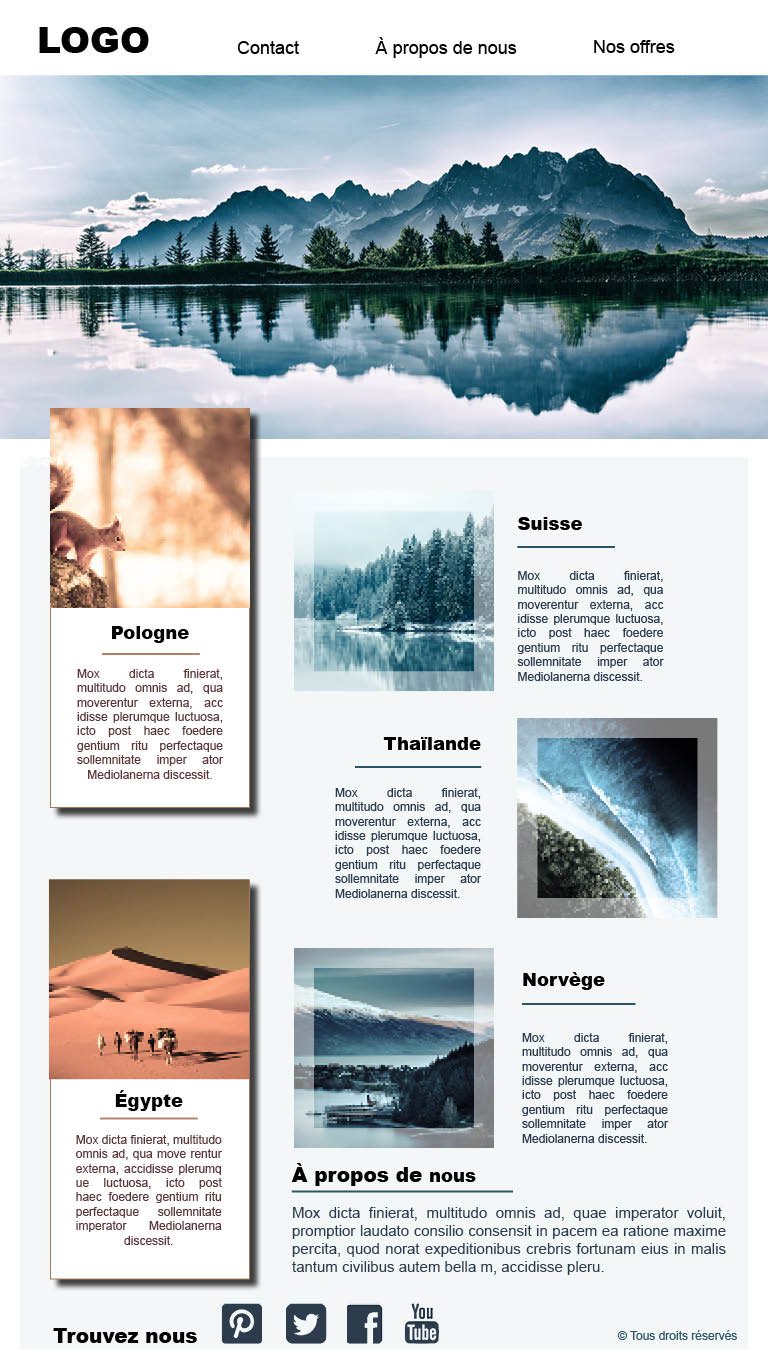 LOGO
Contact
À propos de nous
Nos offres
Pologne
Mox dicta finierat,
multitudo omnis ad, qua
moverentur externa, acc
idisse plerumque luctuosa,
icto post haec foedere
gentium ritu perfectaque
sollemnitate imper ator
Mediolanerna discessit.
Suisse
Mox dicta finierat,
multitudo omnis ad, qua
moverentur externa, acc
idisse plerumque luctuosa,
icto post haec foedere
gentium ritu perfectaque
sollemnitate imper ator
Mediolanerna discessit.
Thaïlande
Mox dicta finierat,
multitudo omnis ad, qua
moverentur externa, acc
idisse plerumque luctuosa,
icto post haec foedere
gentium ritu perfectaque
sollemnitate imper ator
Mediolanerna discessit.
Égypte
Mox dicta finierat, multitudo
omnis ad, qua move rentur
externa, accidisse plerumq
ue luctuosa, icto post
haec foedere gentium ritu
perfectaque sollemnitate
imperator Mediolanerna
discessit.
Norvège
Mox dicta finierat,
multitudo omnis ad, qua
moverentur externa, acc
idisse plerumque luctuosa,
icto post haec foedere
gentium ritu perfectaque
sollemnitate imper ator
Mediolanerna discessit.
À propos de nous
Mox dicta finierat, multitudo omnis ad, quae imperator voluit,
promptior laudato consilio consensit in pacem ea ratione maxime
percita, quod norat expeditionibus crebris fortunam eius in malis
tantum civilibus autem bella m, accidisse pleru.
Trouvez nous
You
Tube
© Tous droits réservés